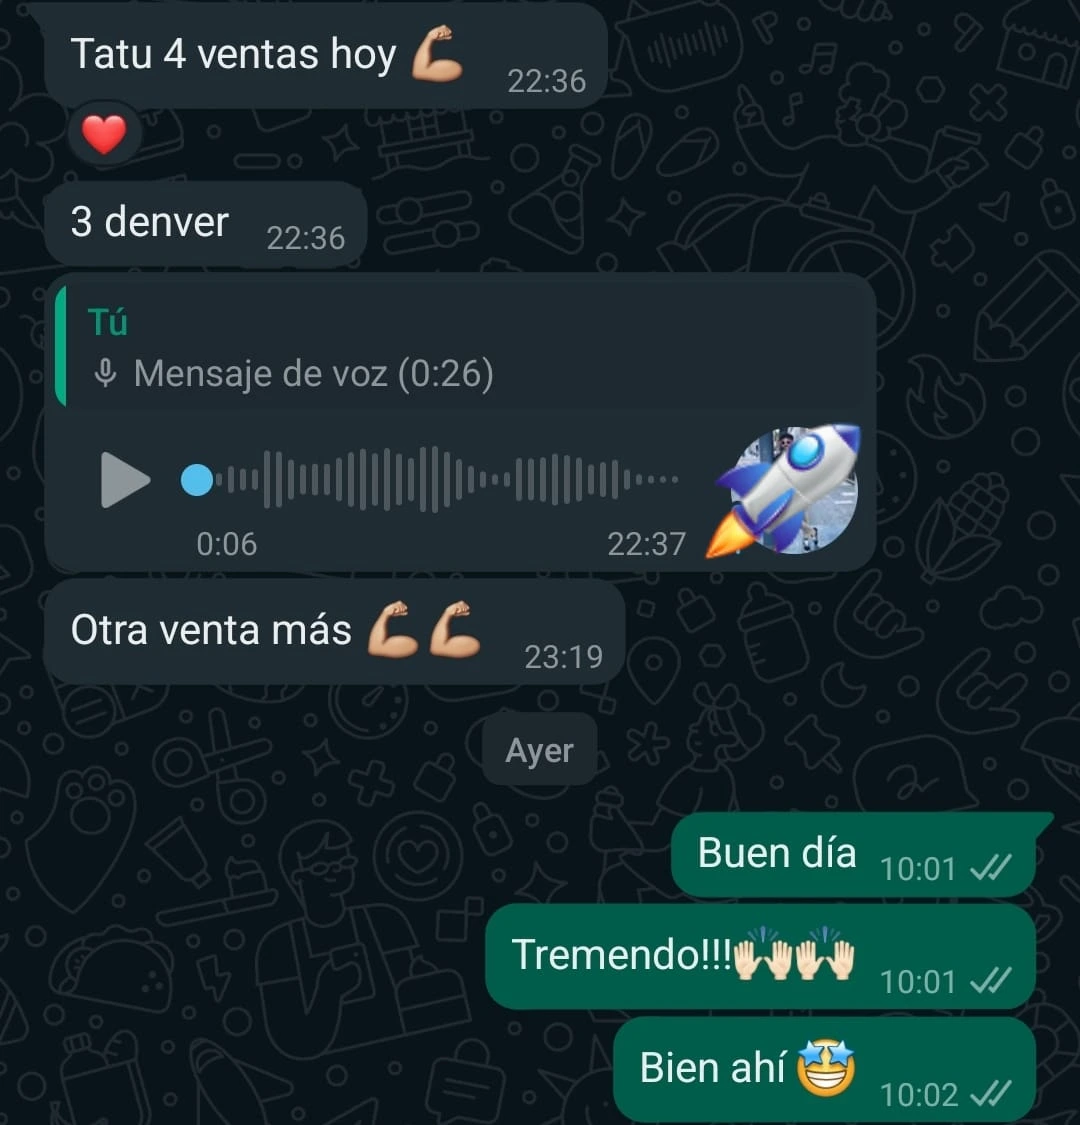 Tatu 4 ventas hoy 💪🏼 22:36
❤️
3 denver 22:36
Tú
Mensaje de voz (0:26)
0:06 22:37
Otra venta más 💪🏼💪🏼 23:19
Ayer
Buen día 10:01
Tremendo!!!🙌🏻🙌🏻 10:01
Bien ahí 🤩 10:02